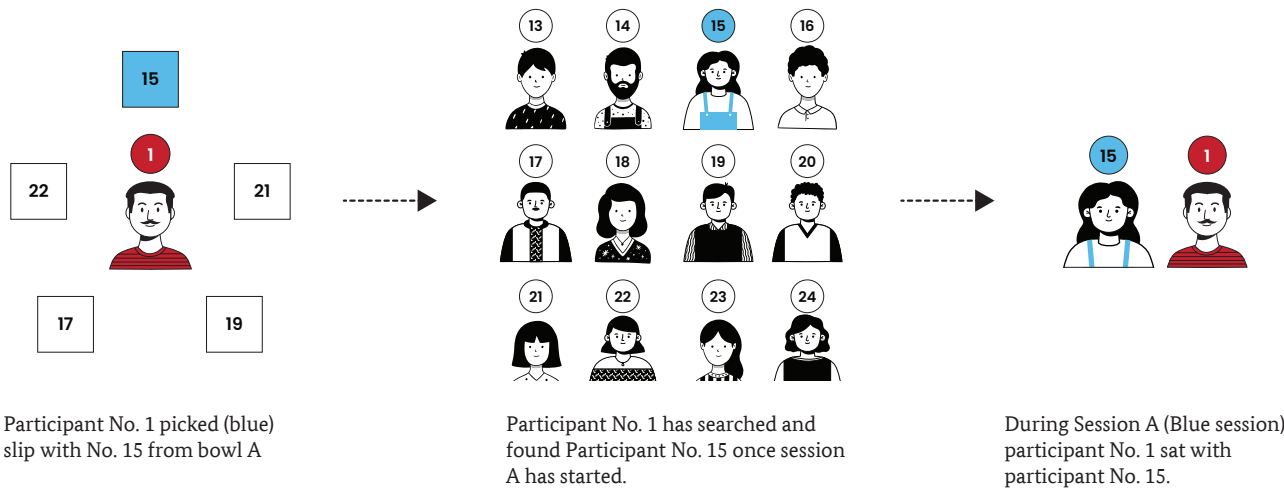 15
1
22
21
17
19
13
14
15
16
17
18
19
20
21
22
23
24
15
1
Participant No. 1 picked (blue)
slip with No. 15 from bowl A
Participant No. 1 has searched and
found Participant No. 15 once session
A has started.
During Session A (Blue session)
participant No. 1 sat with
participant No. 15.